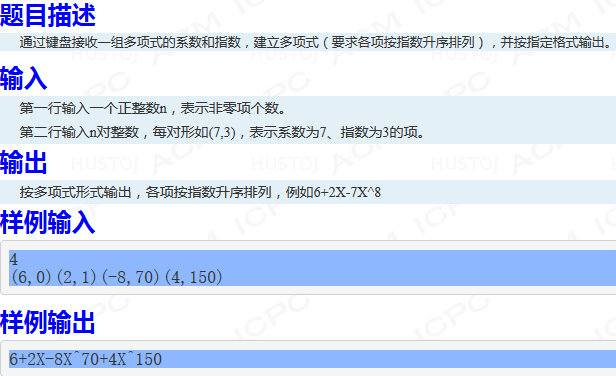 题目描述
通过键盘接收一组多项式的系数和指数，建立多项式（要求各项按指数升序排列），并按指定格式输出。
输入
第一行输入一个正整数n，表示非零项个数。
第二行输入n对整数，每对形如(7,3)，表示系数为7、指数为3的项。
输出
按多项式形式输出，各项按指数升序排列，例如6+2X-7X^8
样例输入
4
(6,0)(2,1)(-8,70)(4,150)
样例输出
6+2X-8X^70+4X^150